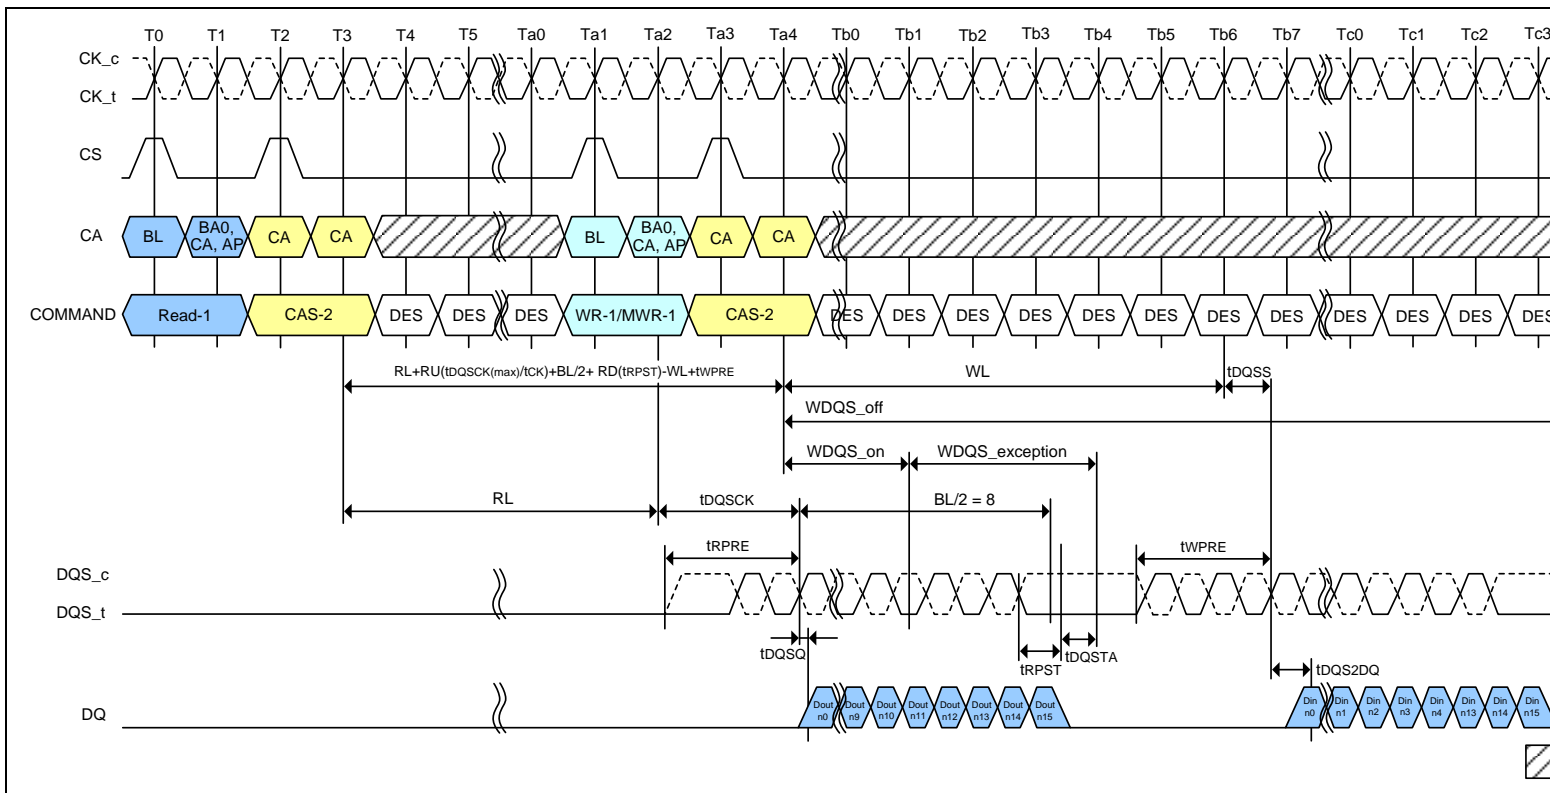 T0 T1 T2 T3 T4 T5 Ta0 Ta1 Ta2 Ta3 Ta4 Tb0 Tb1 Tb2 Tb3 Tb4 Tb5 Tb6 Tb7 Tc0 Tc1 Tc2 Tc3
CK_c
CK_t
CS
CA BL BA0, CA, AP CA CA BL BA0, CA, AP CA CA
COMMAND Read-1 CAS-2 DES DES DES WR-1/MWR-1 CAS-2 DES DES DES DES DES DES DES DES DES DES DES DES
RL+RU(tDQSCK(max)/tCK)+BL/2+ RD(tRPST)-WL+tWPRE WL tDQSS
WDQS_off
WDQS_on WDQS_exception
RL tDQSCK BL/2 = 8
tRPRE tWPRE
DQS_c
DQS_t
tDQSQ tRPST tDQSTA tDQS2DQ
DQ Dout n0 Dout n9 Dout n10 Dout n11 Dout n12 Dout n13 Dout n14 Dout n15 Din n0 Din n1 Din n2 Din n3 Din n4 Din n13 Din n14 Din n15